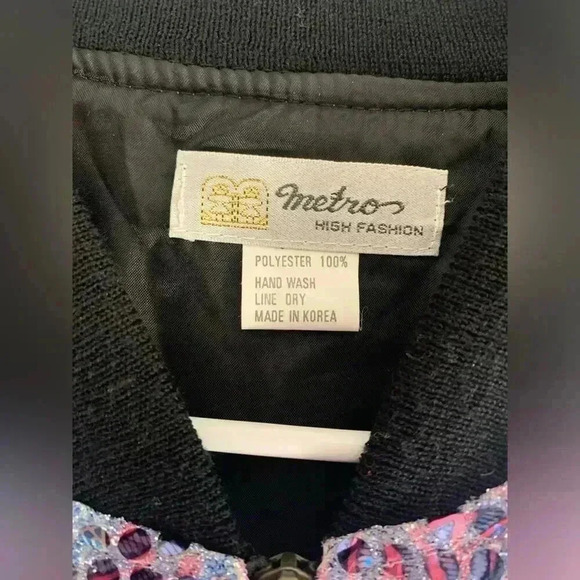 metro
HIGH FASHION
POLYESTER 100%
HAND WASH
LINE DRY
MADE IN KOREA